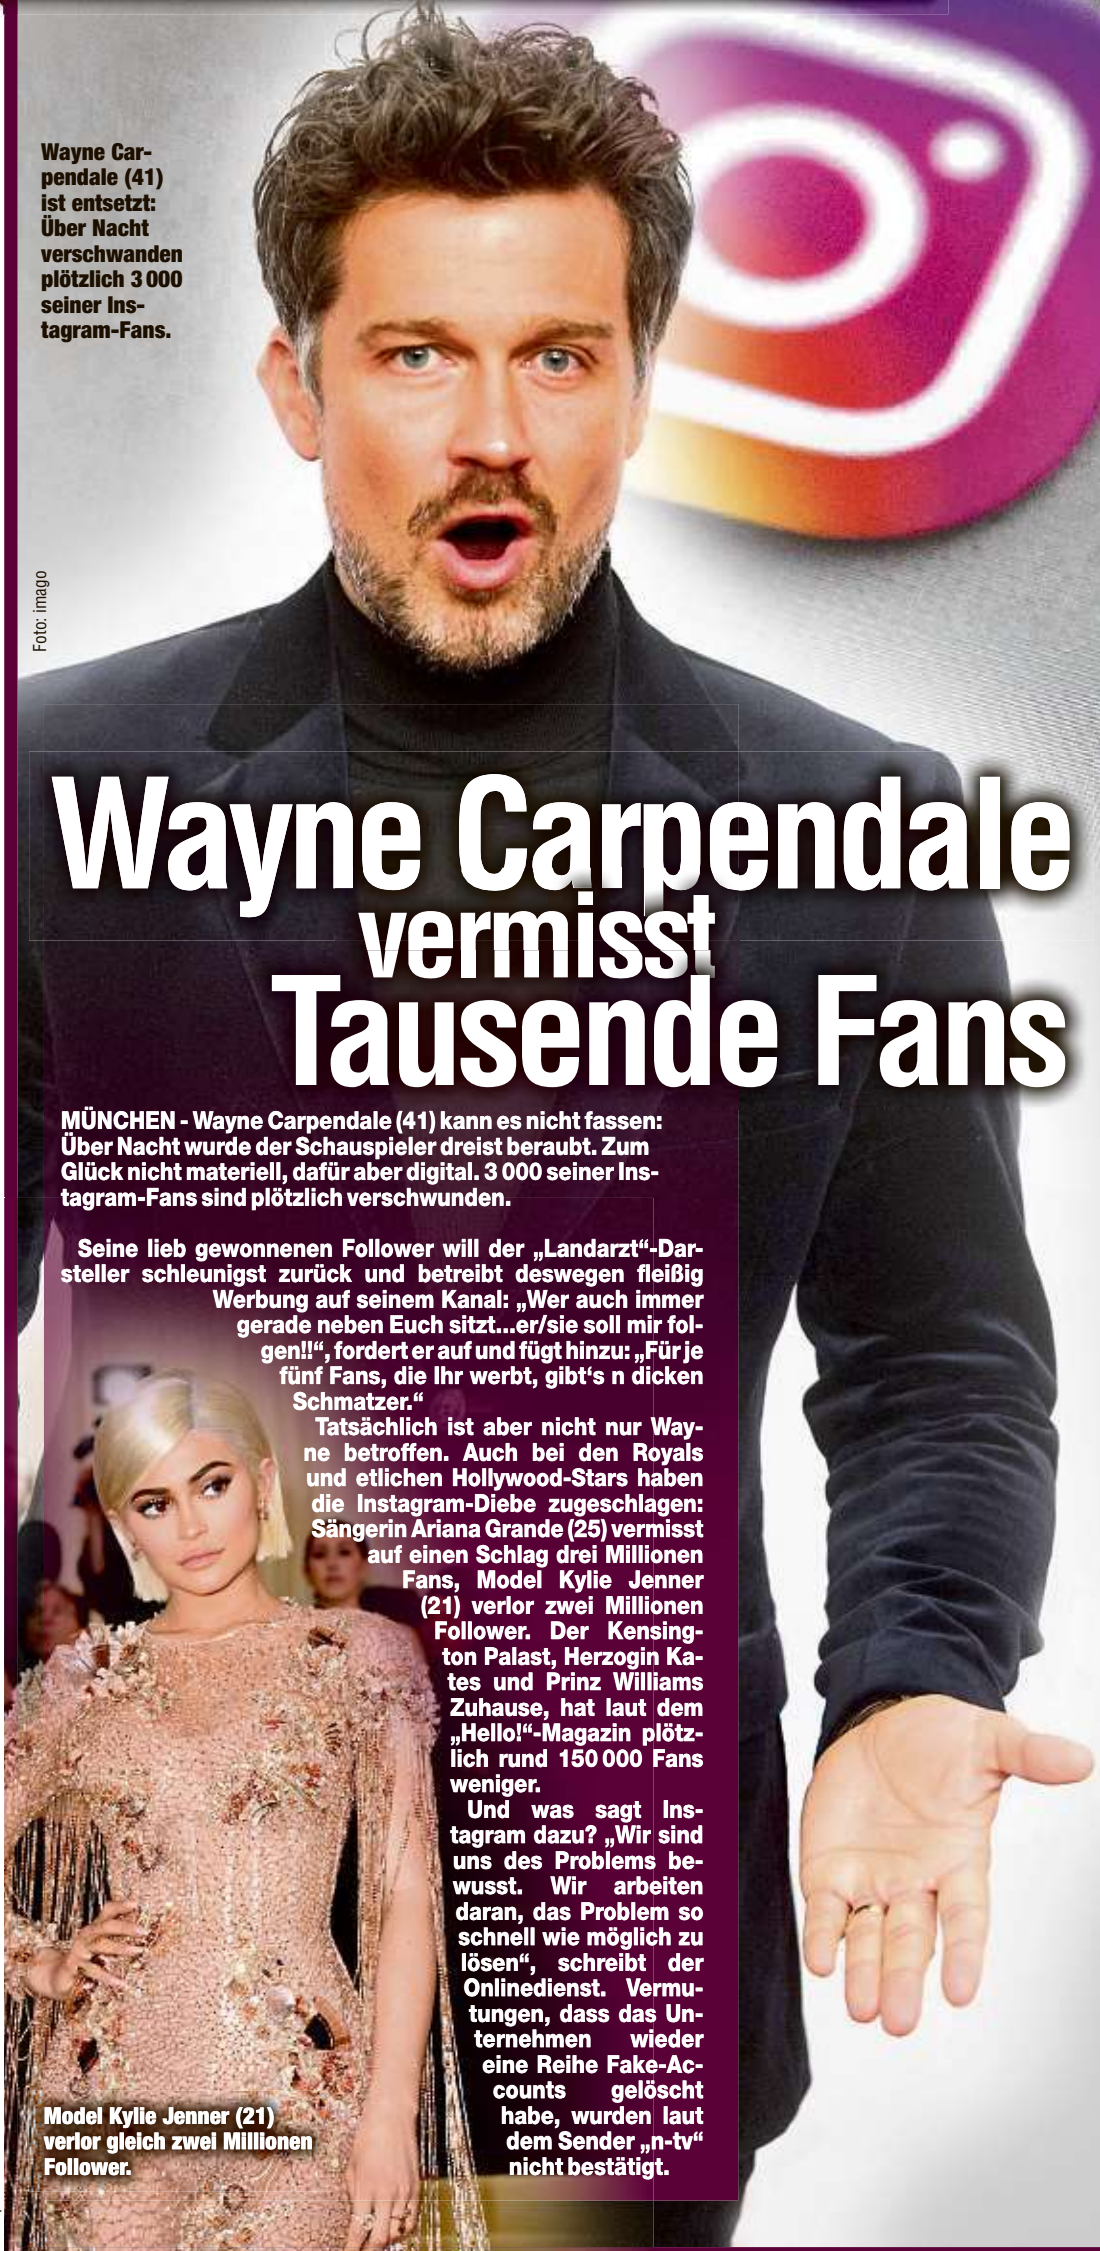 Wayne Car-
pendale (41)
ist entsetzt:
Über Nacht
verschwanden
plötzlich 3 000
seiner Ins-
tagram-Fans.
Foto: imago
Wayne Carpendale
vermisst
Tausende Fans
MÜNCHEN - Wayne Carpendale (41) kann es nicht fassen:
Über Nacht wurde der Schauspieler dreist beraubt. Zum
Glück nicht materiell, dafür aber digital. 3 000 seiner Ins-
tagram-Fans sind plötzlich verschwunden.
Seine lieb gewonnenen Follower will der „Landarzt“-Dar-
steller schleunigst zurück und betreibt deswegen fleißig
Werbung auf seinem Kanal: „Wer auch immer
gerade neben Euch sitzt...er/sie soll mir fol-
gen!!“, fordert er auf und fügt hinzu: „Für je
fünf Fans, die Ihr werbt, gibt‘s n dicken
Schmatzer.“
Tatsächlich ist aber nicht nur Way-
ne betroffen. Auch bei den Royals
und etlichen Hollywood-Stars haben
die Instagram-Diebe zugeschlagen:
Sängerin Ariana Grande (25) vermisst
auf einen Schlag drei Millionen
Fans, Model Kylie Jenner
(21) verlor zwei Millionen
Follower. Der Kensing-
ton Palast, Herzogin Ka-
tes und Prinz Williams
Zuhause, hat laut dem
„Hello!“-Magazin plötz-
lich rund 150 000 Fans
weniger.
Und was sagt Ins-
tagram dazu? „Wir sind
uns des Problems be-
wusst. Wir arbeiten
daran, das Problem so
schnell wie möglich zu
lösen“, schreibt der
Onlinedienst. Vermu-
tungen, dass das Un-
ternehmen wieder
eine Reihe Fake-Ac-
counts gelöscht
habe, wurden laut
dem Sender „n-tv“
nicht bestätigt.
Model Kylie Jenner (21)
verlor gleich zwei Millionen
Follower.